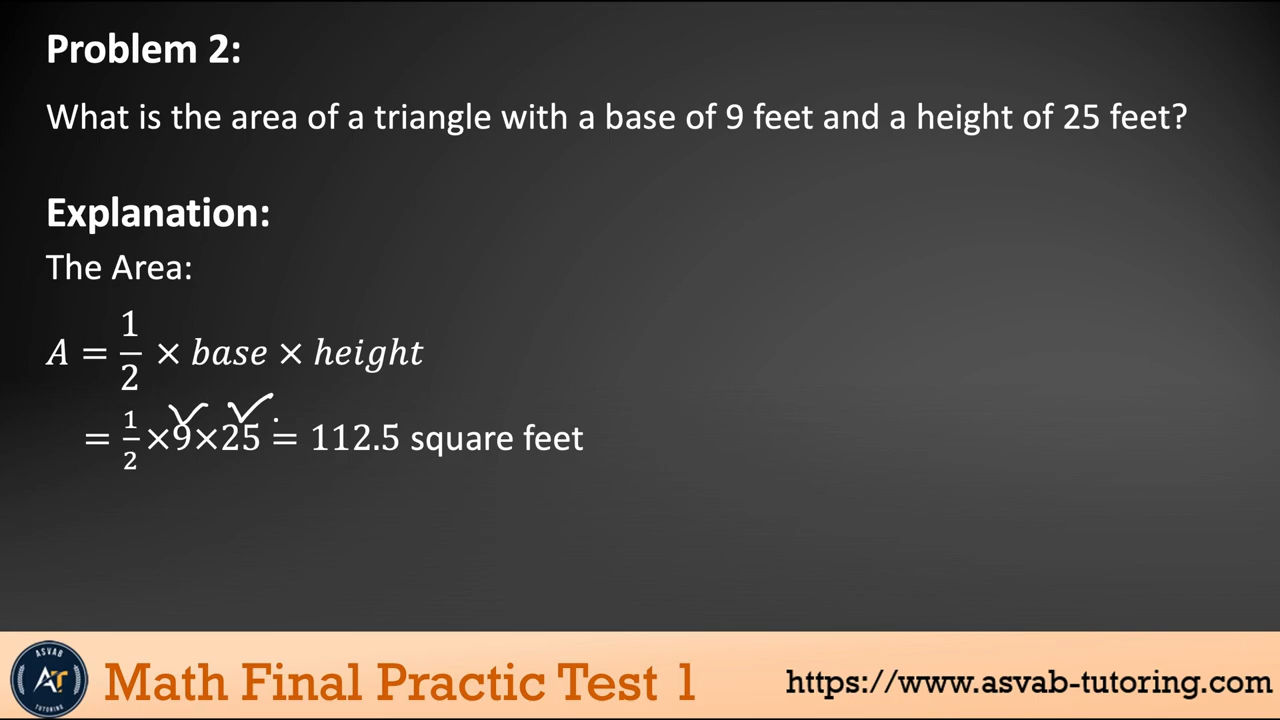 Problem 2:
What is the area of a triangle with a base of 9 feet and a height of 25 feet?
Explanation:
The Area:
A = 1/2 × base × height
= 1/2 ×9×25 = 112.5 square feet
ASVAB
AT
TUTORING
Math Final Practic Test 1
https://www.asvab-tutoring.com